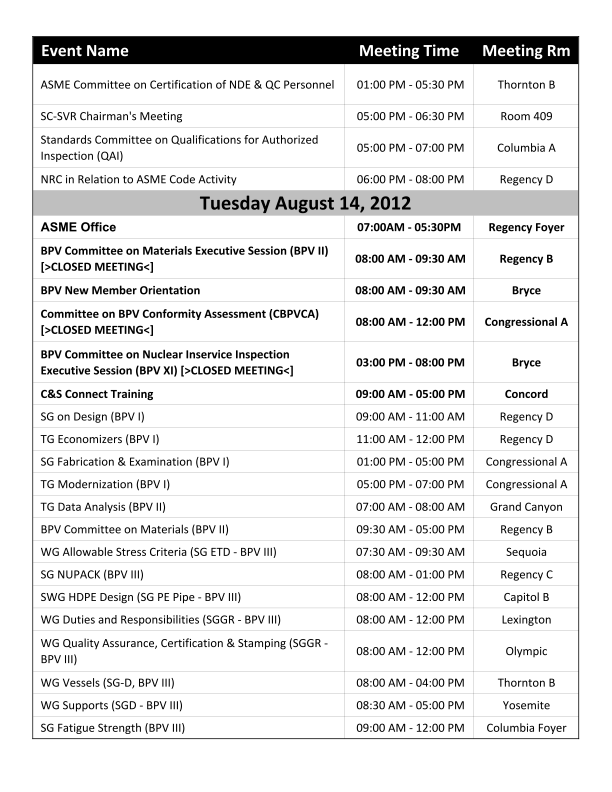 Event Name Meeting Time Meeting Rm
ASME Committee on Certification of NDE & QC Personnel 01:00 PM - 05:30 PM Thornton B
SC-SVR Chairman's Meeting 05:00 PM - 06:30 PM Room 409
Standards Committee on Qualifications for Authorized
Inspection (QAI) 05:00 PM - 07:00 PM Columbia A
NRC in Relation to ASME Code Activity 06:00 PM - 08:00 PM Regency D
Tuesday August 14, 2012
ASME Office 07:00AM - 05:30PM Regency Foyer
BPV Committee on Materials Executive Session (BPV II)
[>CLOSED MEETING<] 08:00 AM - 09:30 AM Regency B
BPV New Member Orientation 08:00 AM - 09:30 AM Bryce
Committee on BPV Conformity Assessment (CBPVCA)
[>CLOSED MEETING<] 08:00 AM - 12:00 PM Congressional A
BPV Committee on Nuclear Inservice Inspection
Executive Session (BPV XI) [>CLOSED MEETING<] 03:00 PM - 08:00 PM Bryce
C&S Connect Training 09:00 AM - 05:00 PM Concord
SG on Design (BPV I) 09:00 AM - 11:00 AM Regency D
TG Economizers (BPV I) 11:00 AM - 12:00 PM Regency D
SG Fabrication & Examination (BPV I) 01:00 PM - 05:00 PM Congressional A
TG Modernization (BPV I) 05:00 PM - 07:00 PM Congressional A
TG Data Analysis (BPV II) 07:00 AM - 08:00 AM Grand Canyon
BPV Committee on Materials (BPV II) 09:30 AM - 05:00 PM Regency B
WG Allowable Stress Criteria (SG ETD - BPV III) 07:30 AM - 09:30 AM Sequoia
SG NUPACK (BPV III) 08:00 AM - 01:00 PM Regency C
SWG HDPE Design (SG PE Pipe - BPV III) 08:00 AM - 12:00 PM Capitol B
WG Duties and Responsibilities (SGGR - BPV III) 08:00 AM - 12:00 PM Lexington
WG Quality Assurance, Certification & Stamping (SGGR -
BPV III) 08:00 AM - 12:00 PM Olympic
WG Vessels (SG-D, BPV III) 08:00 AM - 04:00 PM Thornton B
WG Supports (SGD - BPV III) 08:30 AM - 05:00 PM Yosemite
SG Fatigue Strength (BPV III) 09:00 AM - 12:00 PM Columbia Foyer